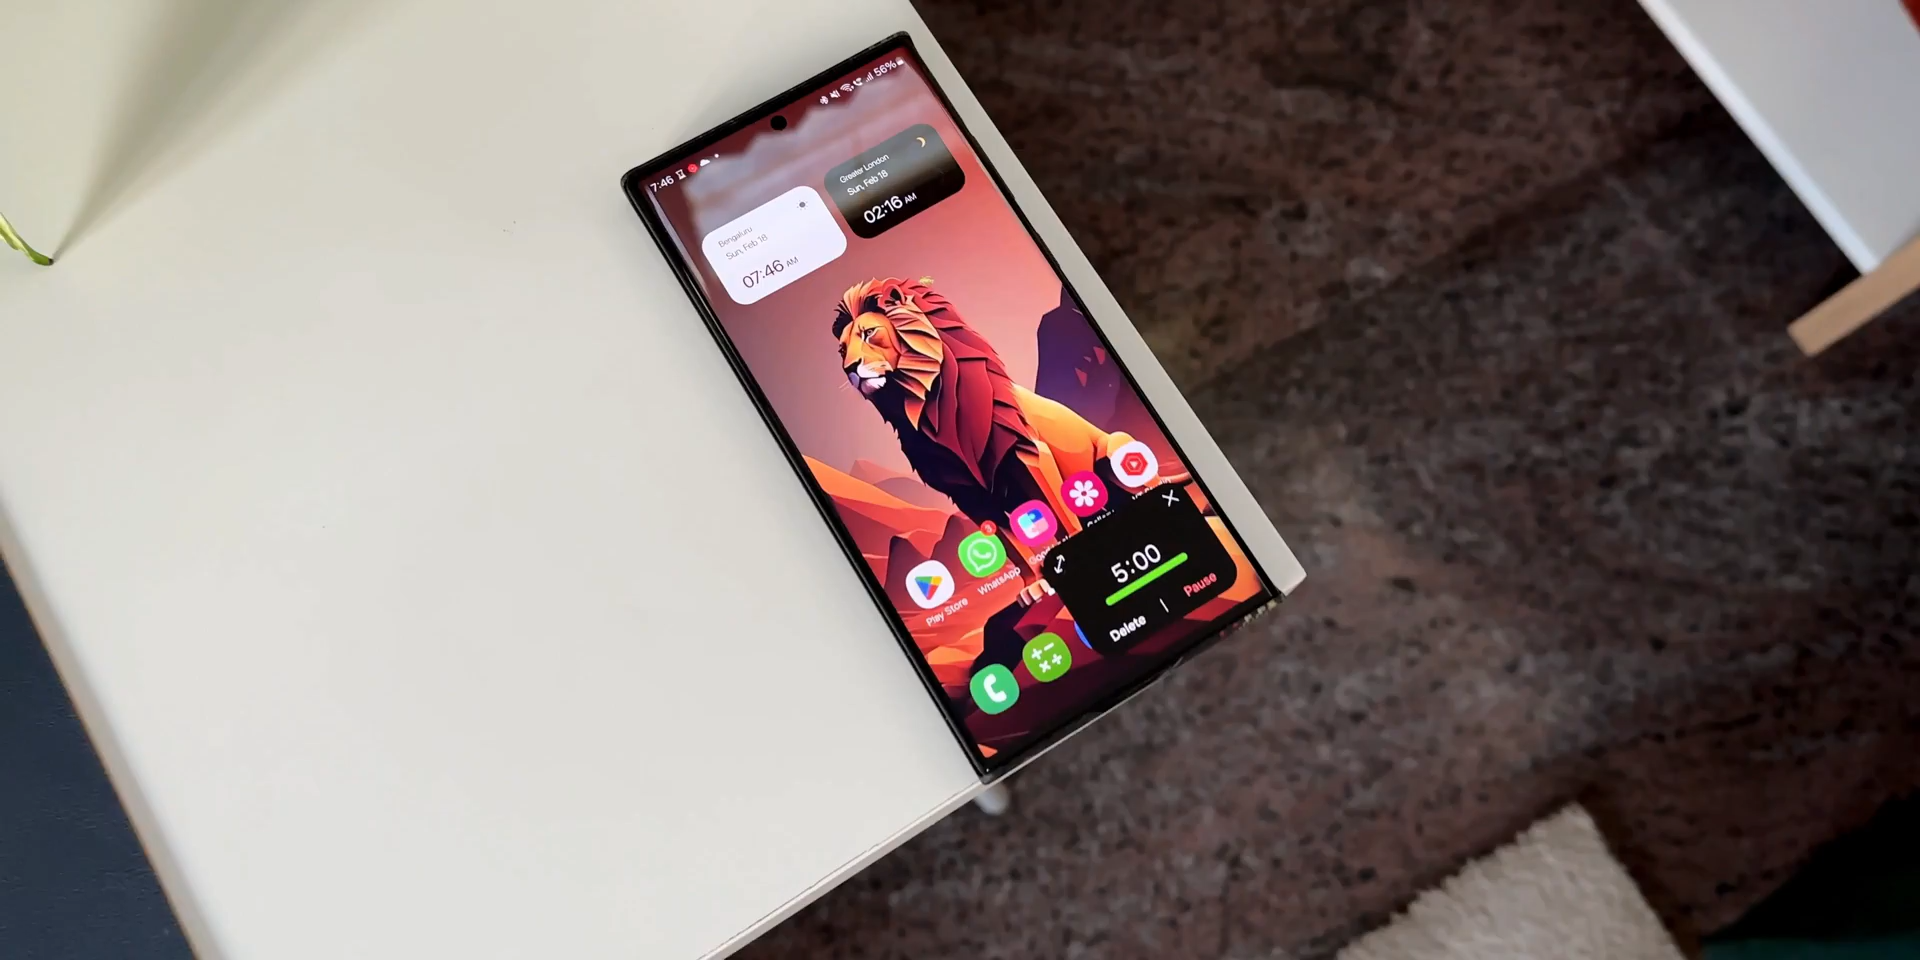 7:46
56%
Greater London
Sun, Feb 18
02:16 AM
Bengaluru
Sun, Feb 18
07:46 AM
Play Store
WhatsApp
3
5:00
Delete | Pause